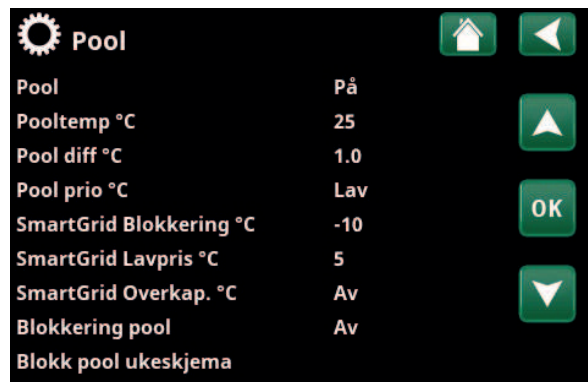 Pool
Pool På
Pooltemp °C 25
Pool diff °C 1.0
Pool prio °C Lav
SmartGrid Blokkering °C -10
SmartGrid Lavpris °C 5
SmartGrid Overkap. °C Av
Blokkering pool Av
Blokk pool ukeskjema
OK